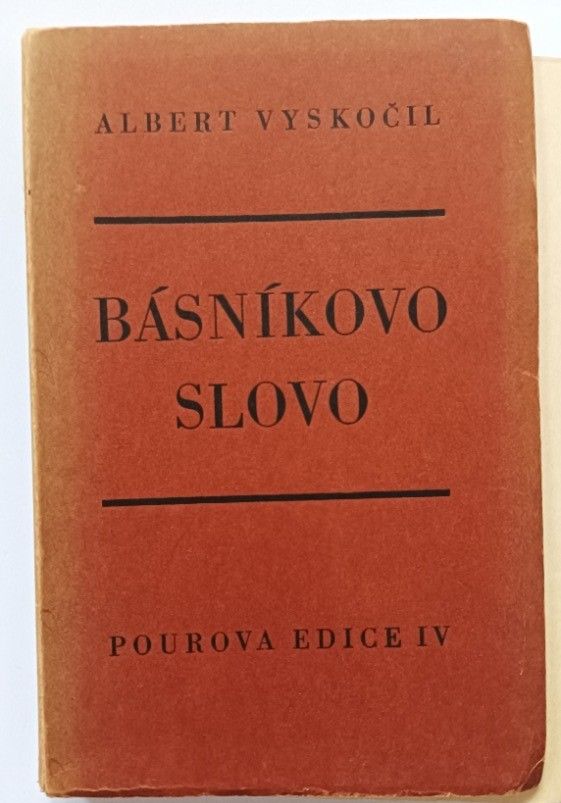 ALBERT VYSKOČIL
BÁSNÍKOVO
SLOVO
POUROVA EDICE IV